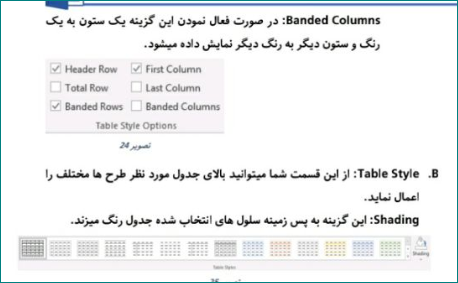 Banded Columns: در صورت فعال نمودن این گزینه یک ستون به یک
رنگ و ستون دیگر به رنگ دیگر نمایش داده میشود.
Header Row First Column
Total Row Last Column
Banded Rows Banded Columns
Table Style Options
تصویر 24
B. Table Style: از این قسمت شما میتوانید بالای جدول مورد نظر طرح ها مختلف را
اعمال نماید.
Shading: این گزینه به پس زمینه سلول های انتخاب شده جدول رنگ میزند.
Shading
Table Styles